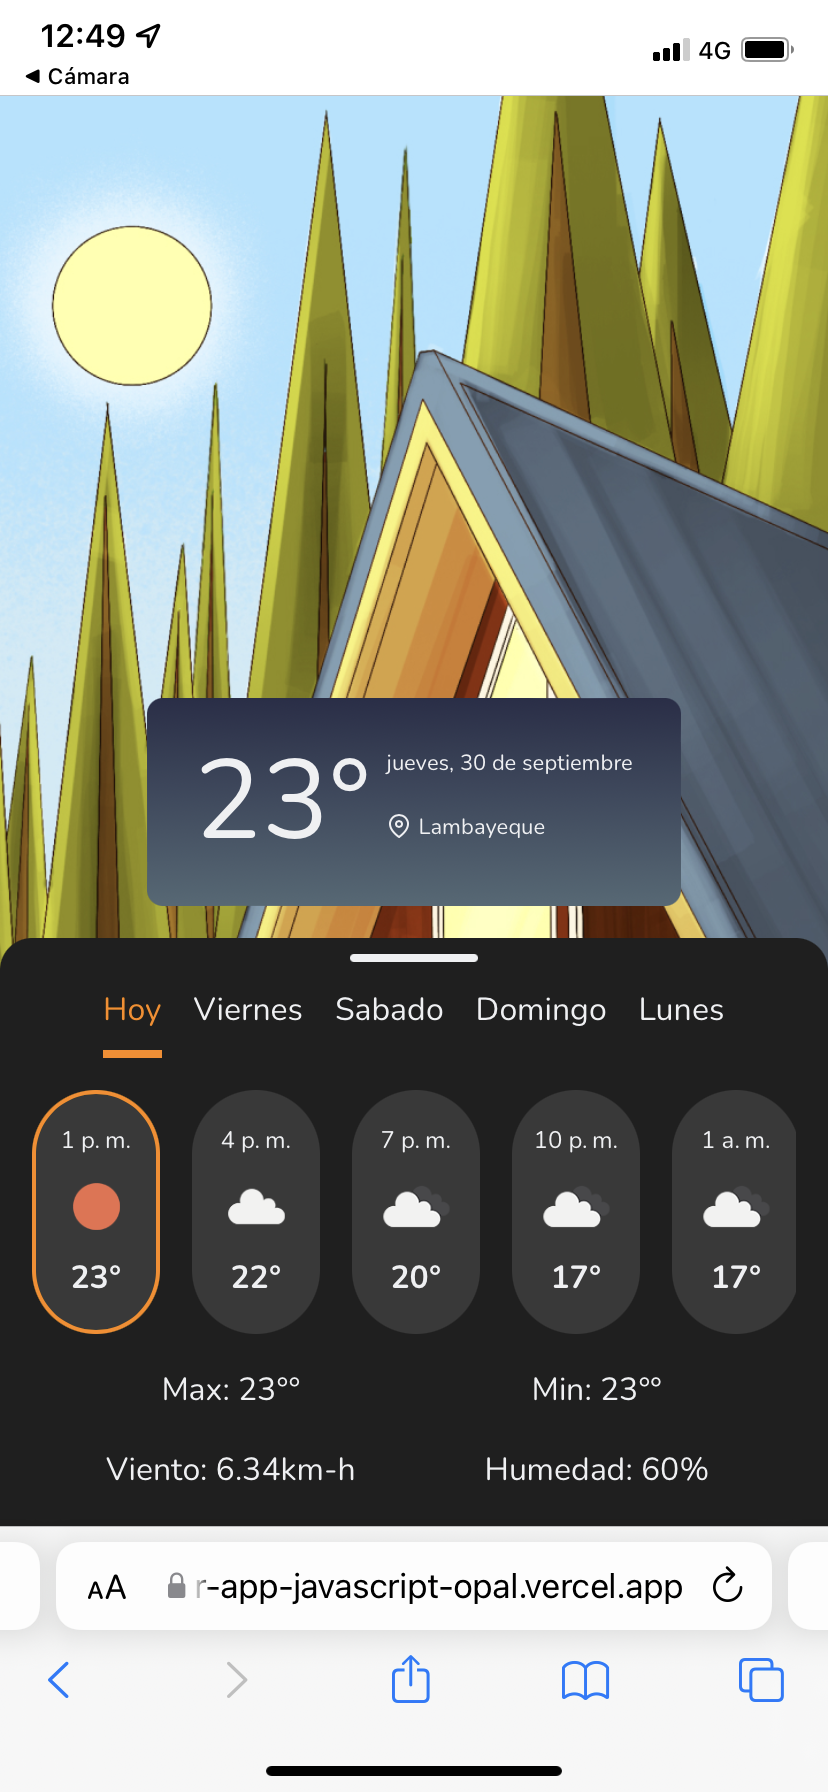 12:49
4G
◀ Cámara
23°
jueves, 30 de septiembre
Lambayeque
Hoy Viernes Sabado Domingo Lunes
1 p. m. 4 p. m. 7 p. m. 10 p. m. 1 a. m.
23° 22° 20° 17° 17°
Max: 23°° Min: 23°°
Viento: 6.34km-h Humedad: 60%
AA r-app-javascript-opal.vercel.app